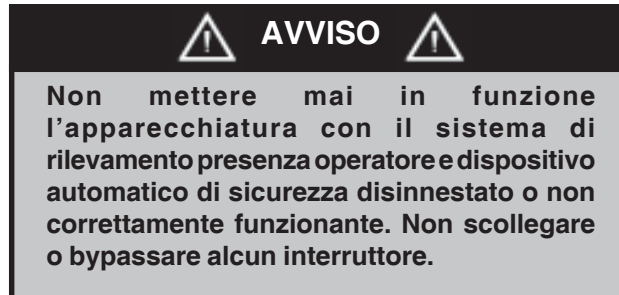 AVVISO
Non mettere mai in funzione
l'apparecchiatura con il sistema di
rilevamento presenza operatore e dispositivo
automatico di sicurezza disinnestato o non
correttamente funzionante. Non scollegare
o bypassare alcun interruttore.